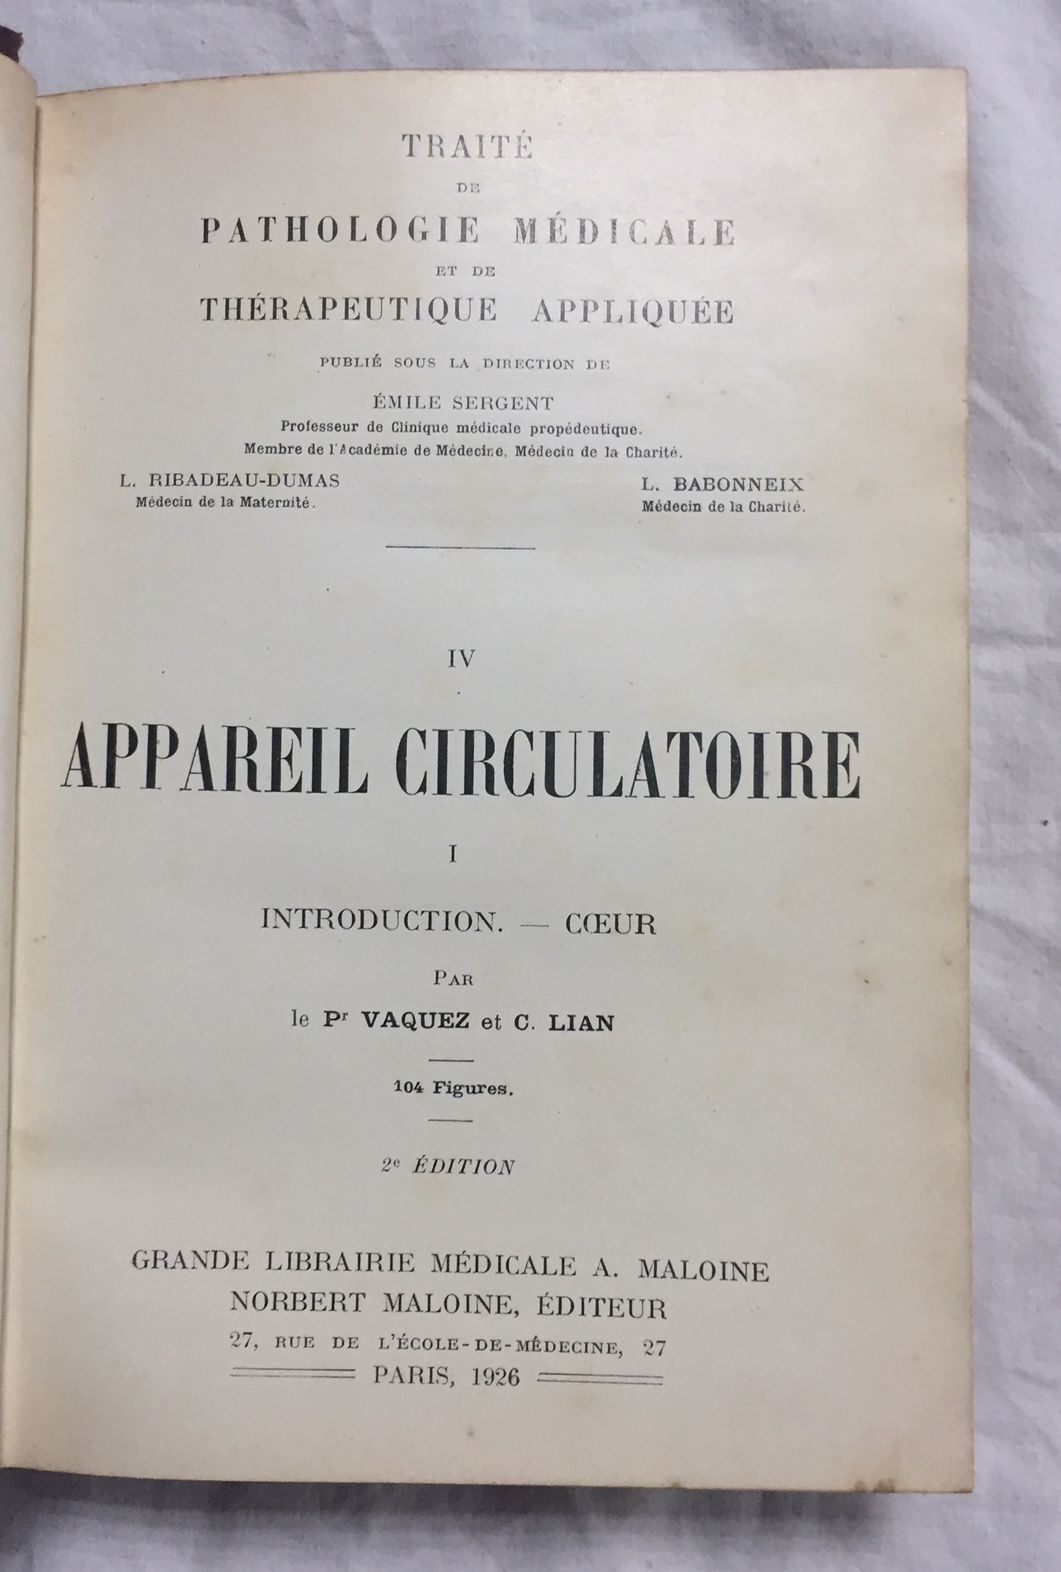 TRAITÉ
DE
PATHOLOGIE MÉDICALE
ET DE
THÉRAPEUTIQUE APPLIQUÉE
PUBLIÉ SOUS LA DIRECTION DE
ÉMILE SERGENT
Professeur de Clinique médicale propédeutique.
Membre de l'Académie de Médecine, Médecin de la Charité.
L. RIBADEAU-DUMAS
Médecin de la Maternité.
L. BABONNEIX
Médecin de la Charité.
IV
APPAREIL CIRCULATOIRE
I
INTRODUCTION. — CŒUR
PAR
le Pr VAQUEZ et C. LIAN
104 Figures.
2e ÉDITION
GRANDE LIBRAIRIE MÉDICALE A. MALOINE
NORBERT MALOINE, ÉDITEUR
27, RUE DE L'ÉCOLE-DE-MÊDECINE, 27
PARIS, 1926